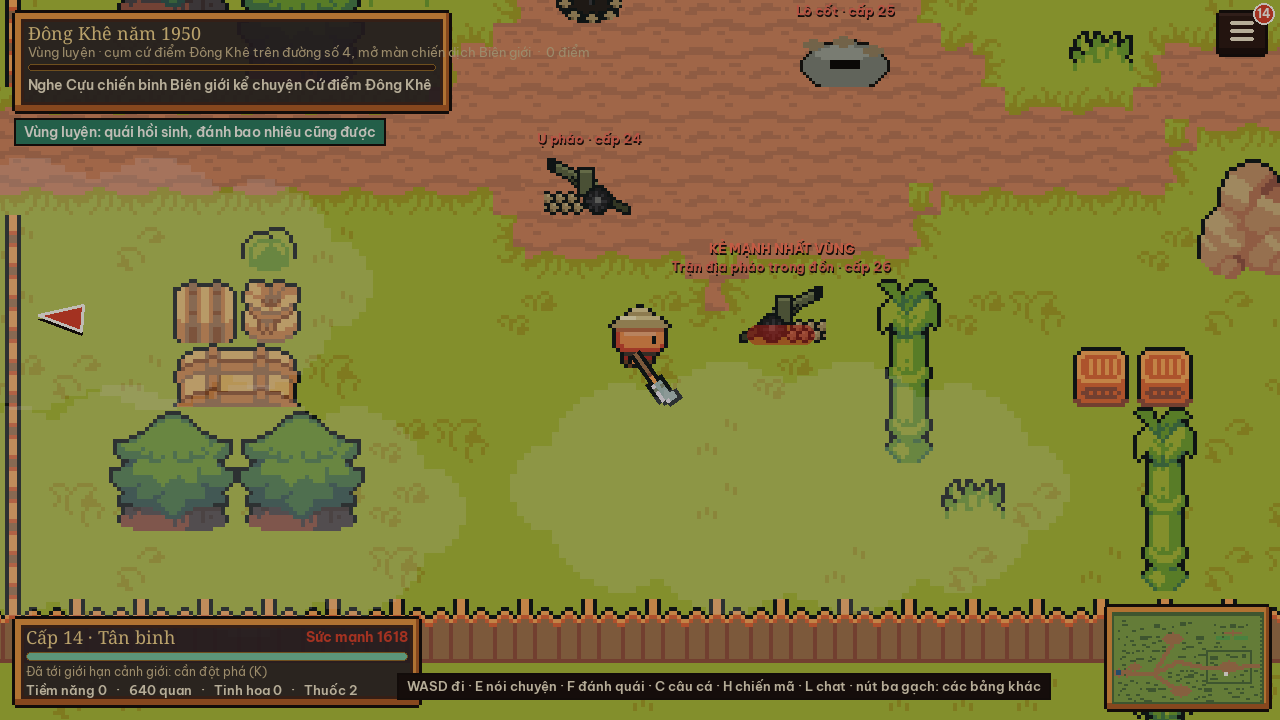 Đông Khê năm 1950
Vùng luyện · cụm cứ điểm Đông Khê trên đường số 4, mở màn chiến dịch Biên giới · 0 điểm
Nghe Cựu chiến binh Biên giới kể chuyện Cứ điểm Đông Khê
Vùng luyện: quái hồi sinh, đánh bao nhiêu cũng được
Lô cốt · cấp 25
14
Ụ pháo · cấp 24
KẺ MẠNH NHẤT VÙNG
Trận địa pháo trong đồn · cấp 26
Cấp 14 · Tân binh
Sức mạnh 1618
Đã tới giới hạn cảnh giới: cần đột phá (K)
Tiềm năng 0 · 640 quan · Tinh hoa 0 · Thuốc 2
WASD đi · E nói chuyện · F đánh quái · C câu cá · H chiến mã · L chat · nút ba gạch: các bảng khác